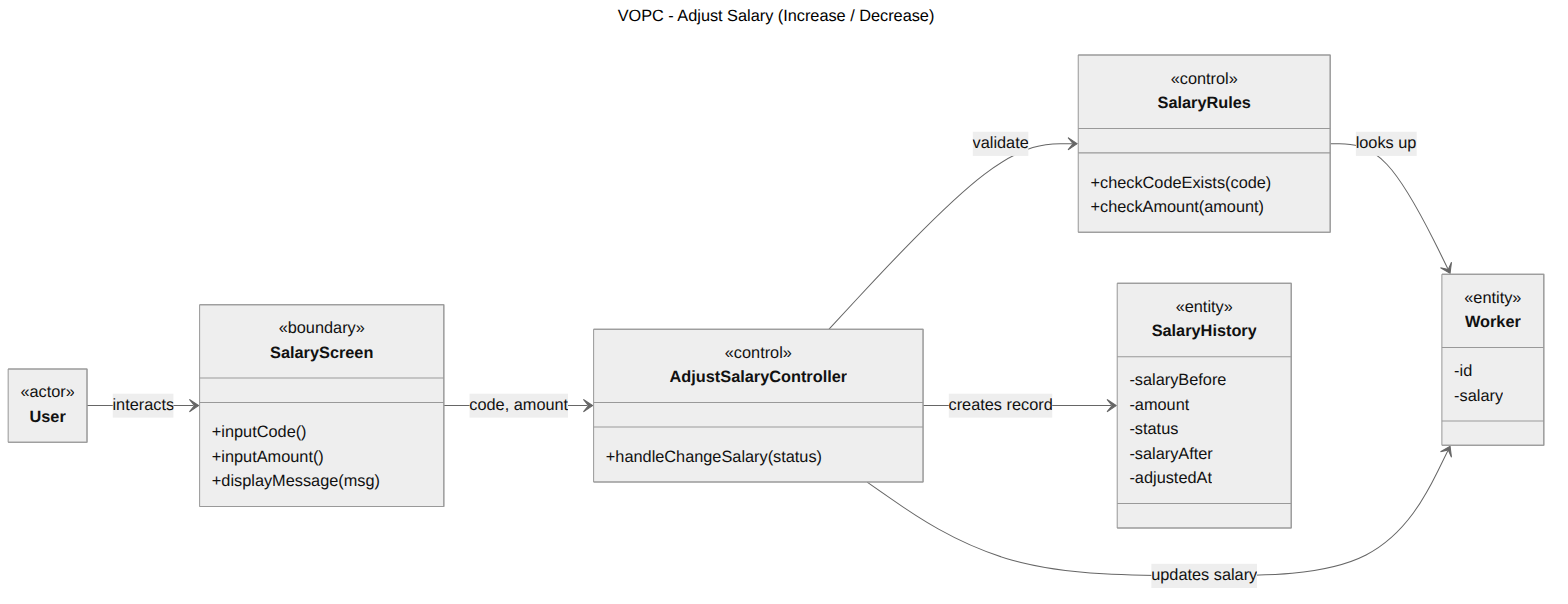 VOPC - Adjust Salary (Increase / Decrease)
«actor»
User
interacts
«boundary»
SalaryScreen
+inputCode()
+inputAmount()
+displayMessage(msg)
code, amount
«control»
AdjustSalaryController
+handleChangeSalary(status)
validate
«control»
SalaryRules
+checkCodeExists(code)
+checkAmount(amount)
looks up
creates record
«entity»
SalaryHistory
-salaryBefore
-amount
-status
-salaryAfter
-adjustedAt
updates salary
«entity»
Worker
-id
-salary